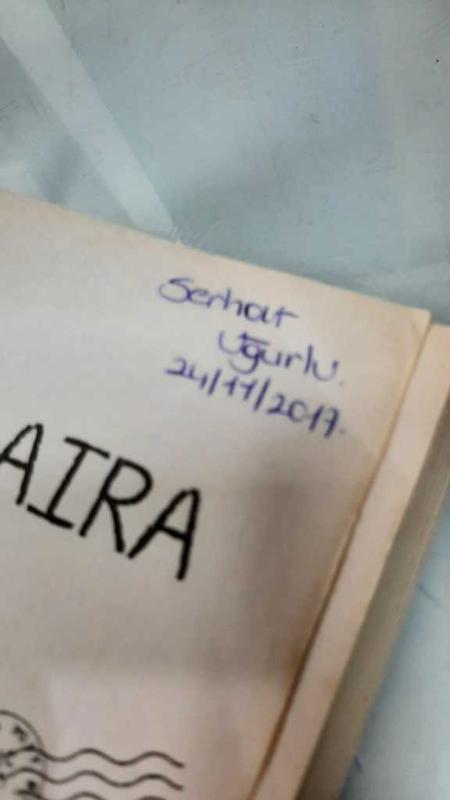 Serhat
Uğurlu.
24/11/2017.
AIRA